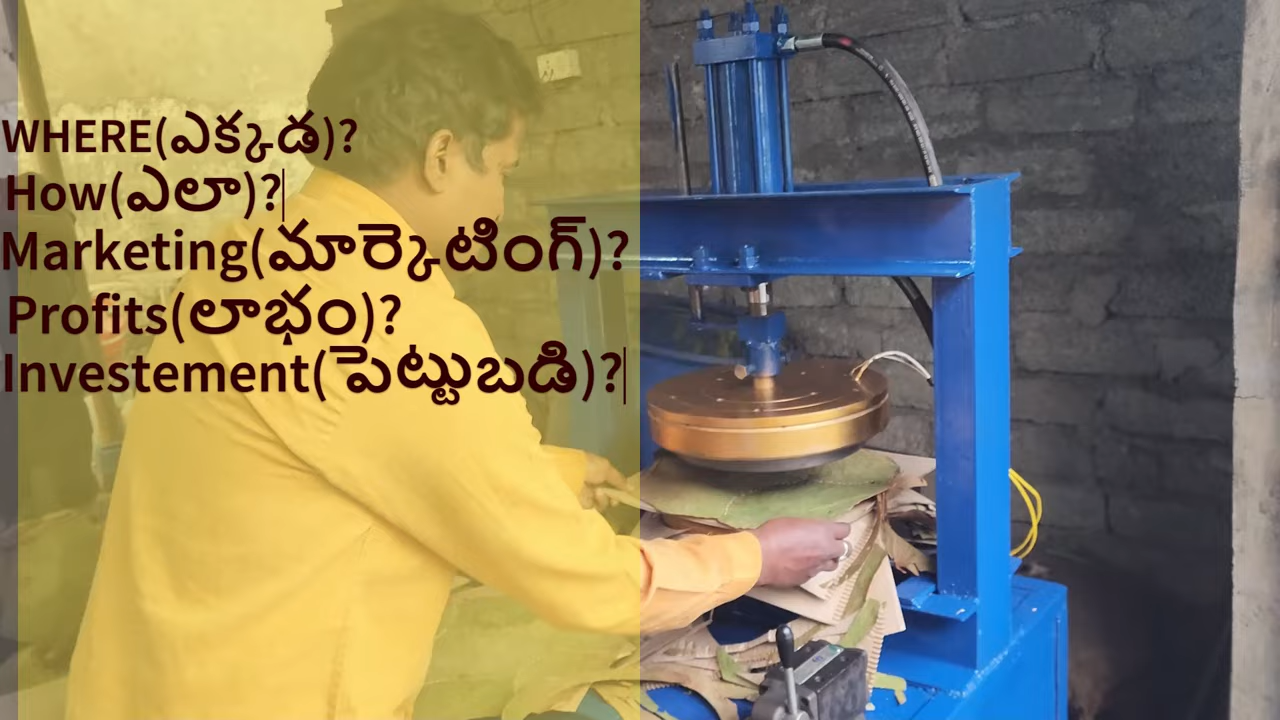 WHERE(ఎక్కడ)?
How(ఎలా)?
Marketing(మార్కెటింగ్)?
Profits(లాభం)?
Investement( పెట్టుబడి)?